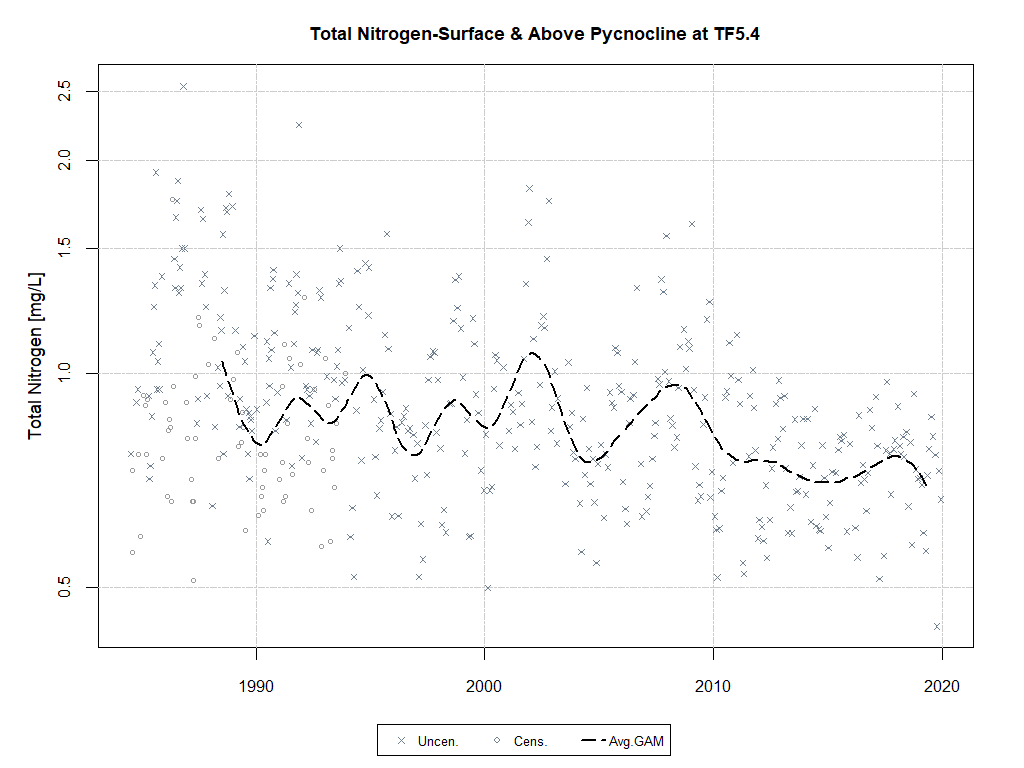 Total Nitrogen-Surface & Above Pycnocline at TF5.4
Total Nitrogen [mg/L]
2.5
2.0
1.5
1.0
0.5
1990 2000 2010 2020
Uncen. Cens. Avg.GAM